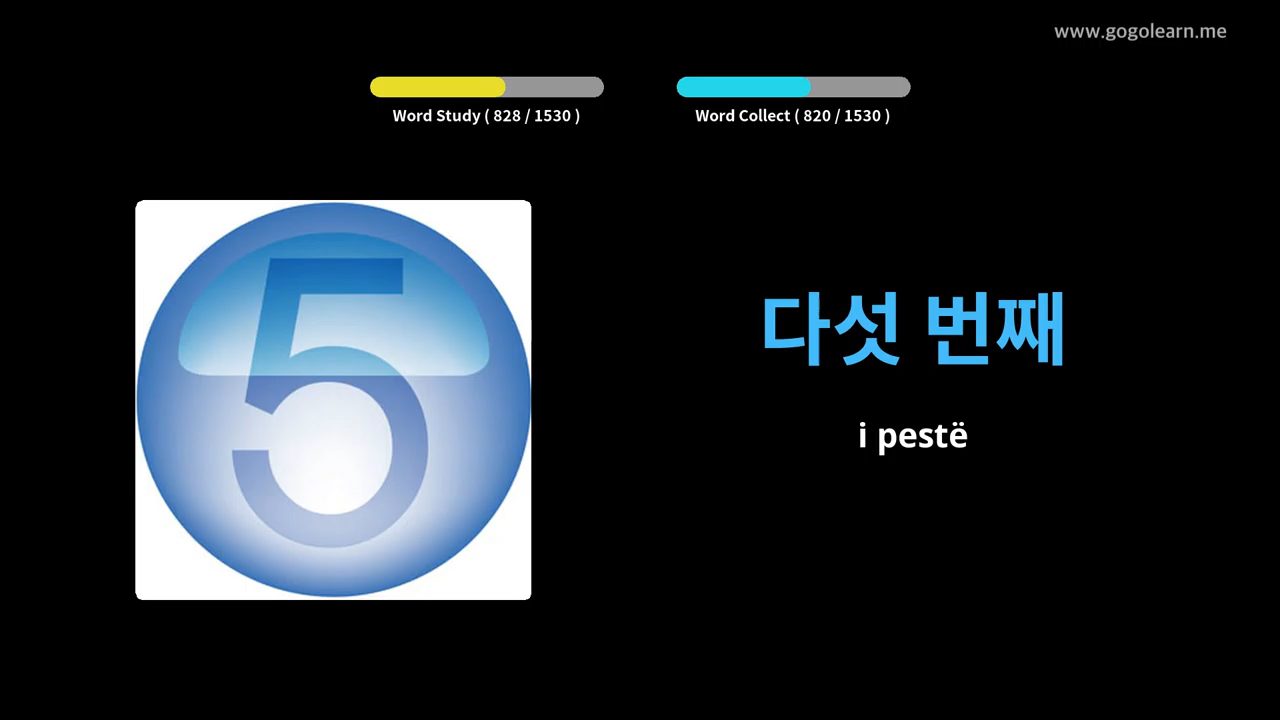 www.gogolearn.me
Word Study ( 828 / 1530 )
Word Collect ( 820 / 1530 )
5
다섯 번째
i pestë